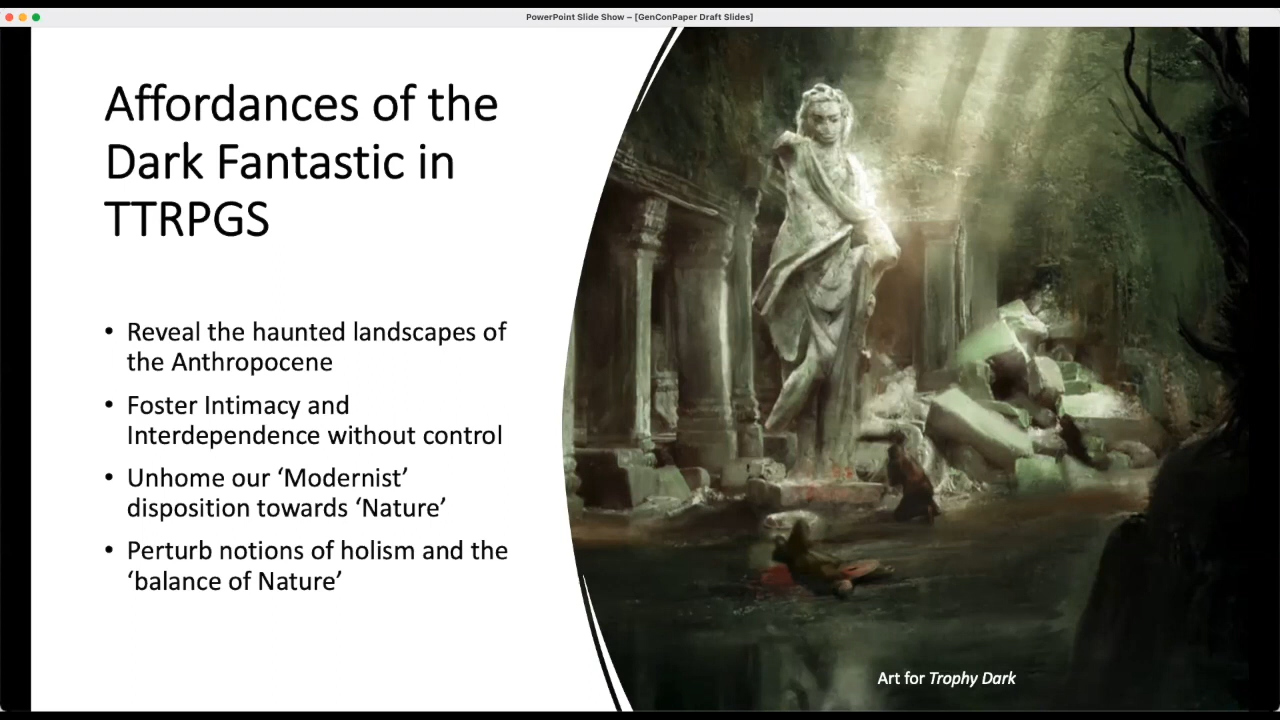 PowerPoint Slide Show – [GenConPaper Draft Slides]
Affordances of the
Dark Fantastic in
TTRPGS
• Reveal the haunted landscapes of
the Anthropocene
• Foster Intimacy and
Interdependence without control
• Unhome our ‘Modernist’
disposition towards ‘Nature’
• Perturb notions of holism and the
‘balance of Nature’
Art for Trophy Dark